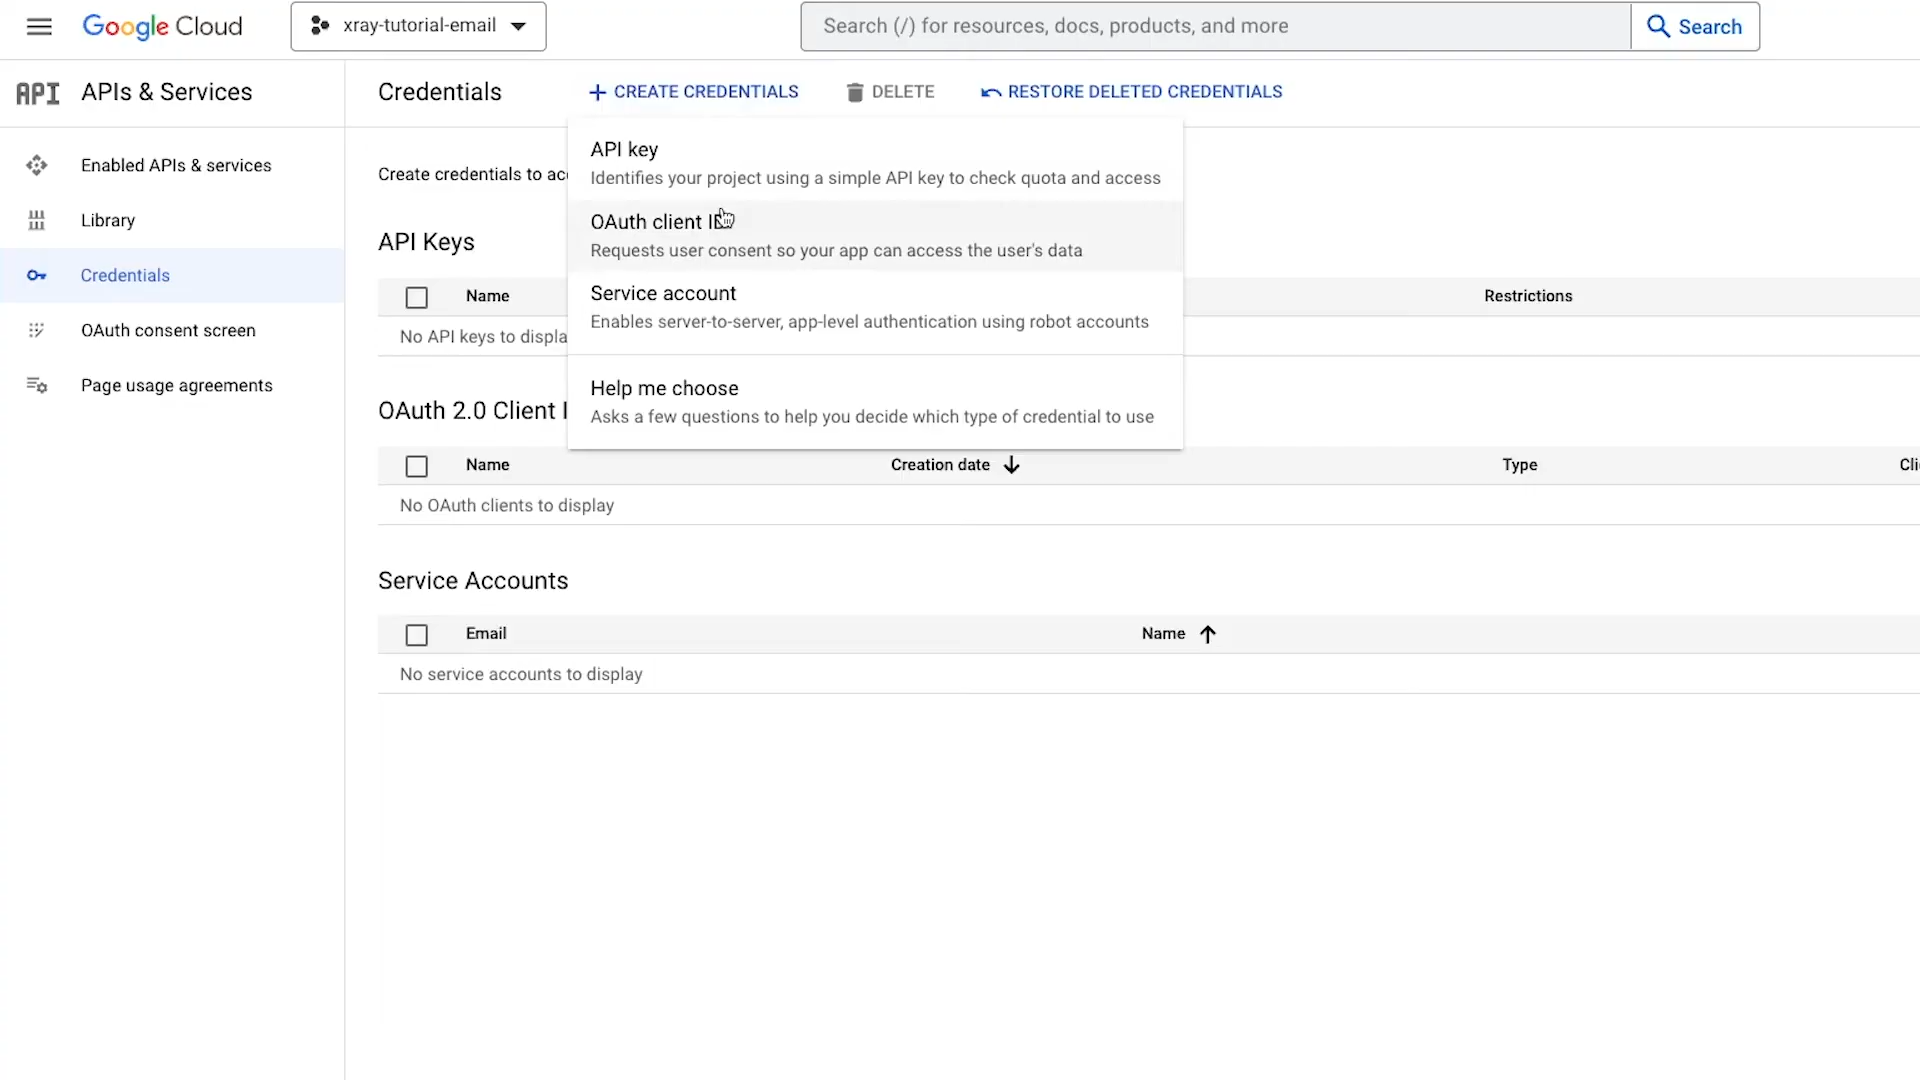 Google Cloud
xray-tutorial-email
Search (/) for resources, docs, products, and more
Search
API
APIs & Services
Credentials
CREATE CREDENTIALS
DELETE
RESTORE DELETED CREDENTIALS
Enabled APIs & services
Library
Credentials
OAuth consent screen
Page usage agreements
Create credentials to acc
API key
Identifies your project using a simple API key to check quota and access
OAuth client ID
Requests user consent so your app can access the user's data
Service account
Enables server-to-server, app-level authentication using robot accounts
Help me choose
Asks a few questions to help you decide which type of credential to use
API Keys
Name
Restrictions
No API keys to displa
OAuth 2.0 Client I
Name
Creation date
Type
Cli
No OAuth clients to display
Service Accounts
Email
Name
No service accounts to display